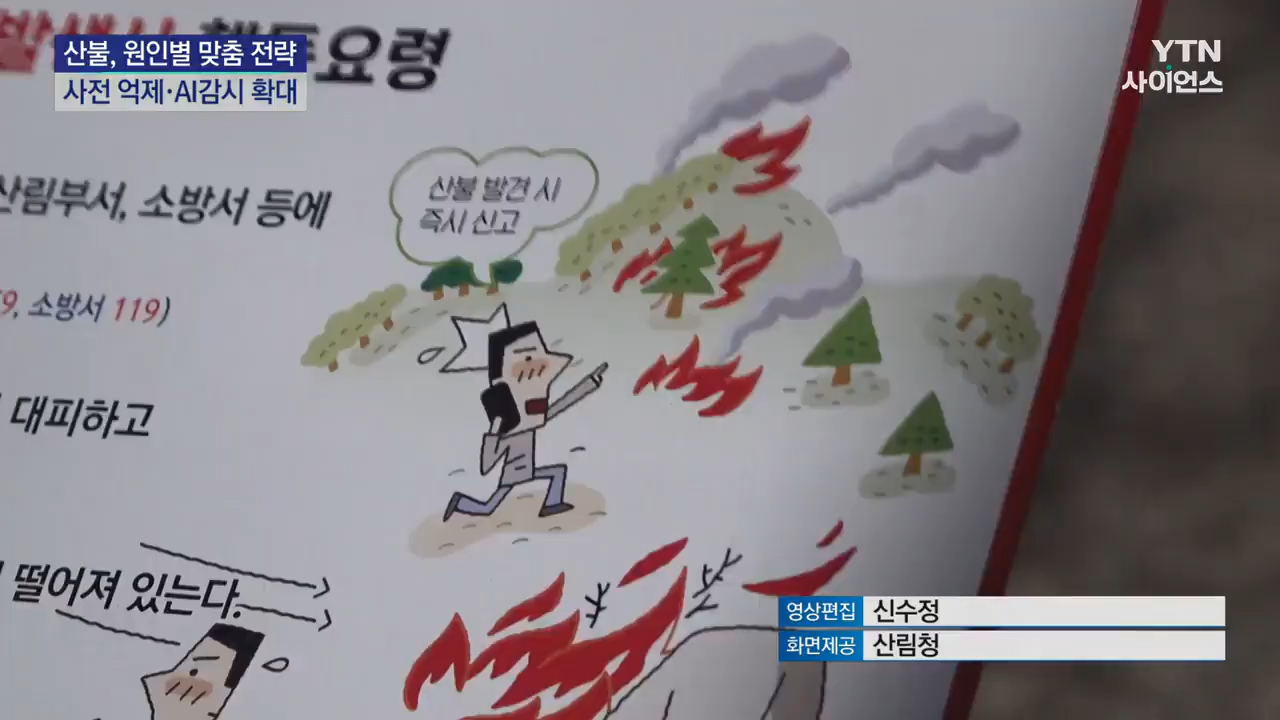 산불, 원인별 맞춤 전략
사전 억제·AI감시 확대
YTN
사이언스
행동요령
산림부서, 소방서 등에
산불 발견 시
즉시 신고
9, 소방서 119)
대피하고
떨어져 있는다.
영상편집 신수정
화면제공 산림청